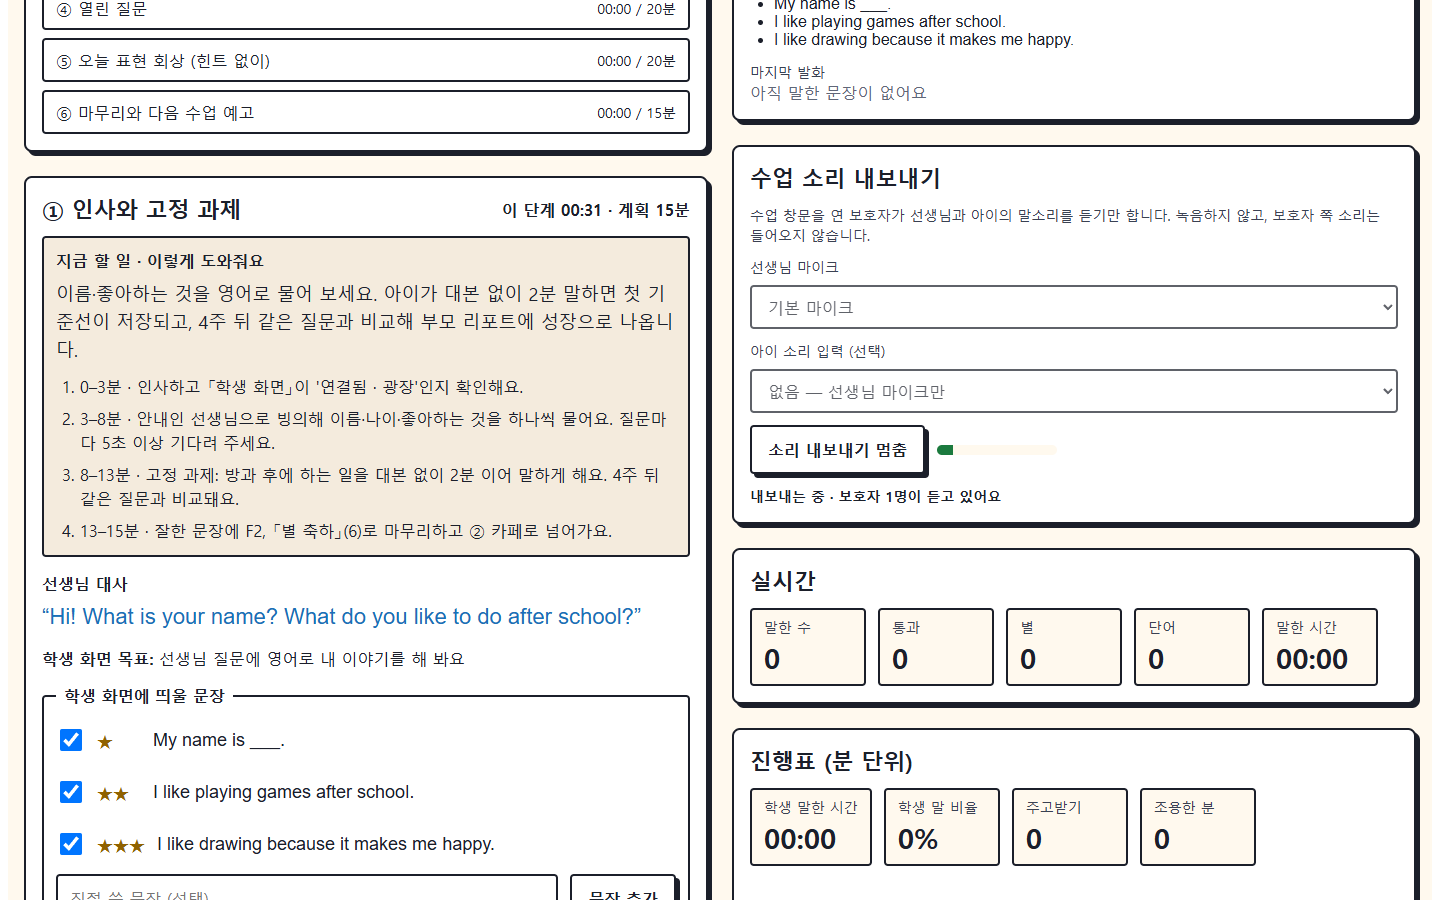 ④ 열린 질문
00:00 / 20분
⑤ 오늘 표현 회상 (힌트 없이)
00:00 / 20분
⑥ 마무리와 다음 수업 예고
00:00 / 15분
① 인사와 고정 과제
이 단계 00:31 · 계획 15분
지금 할 일 · 이렇게 도와줘요
이름·좋아하는 것을 영어로 물어 보세요. 아이가 대본 없이 2분 말하면 첫 기
준선이 저장되고, 4주 뒤 같은 질문과 비교해 부모 리포트에 성장으로 나옵니
다.
1. 0–3분 · 인사하고 「학생 화면」이 '연결됨 · 광장'인지 확인해요.
2. 3–8분 · 안내인 선생님으로 빙의해 이름·나이·좋아하는 것을 하나씩 물어요. 질문마
다 5초 이상 기다려 주세요.
3. 8–13분 · 고정 과제: 방과 후에 하는 일을 대본 없이 2분 이어 말하게 해요. 4주 뒤
같은 질문과 비교돼요.
4. 13–15분 · 잘한 문장에 F2, 「별 축하」(6)로 마무리하고 ② 카페로 넘어가요.
선생님 대사
“Hi! What is your name? What do you like to do after school?”
학생 화면 목표: 선생님 질문에 영어로 내 이야기를 해 봐요
학생 화면에 띄울 문장
★ My name is ___.
★★ I like playing games after school.
★★★ I like drawing because it makes me happy.
직접 쓴 문장 (선택)
문장 추가
My name is ___.
I like playing games after school.
I like drawing because it makes me happy.
마지막 발화
아직 말한 문장이 없어요
수업 소리 내보내기
수업 창문을 연 보호자가 선생님과 아이의 말소리를 듣기만 합니다. 녹음하지 않고, 보호자 쪽 소리는
들어오지 않습니다.
선생님 마이크
기본 마이크
아이 소리 입력 (선택)
없음 — 선생님 마이크만
소리 내보내기 멈춤
내보내는 중 · 보호자 1명이 듣고 있어요
실시간
말한 수
0
통과
0
별
0
단어
0
말한 시간
00:00
진행표 (분 단위)
학생 말한 시간
00:00
학생 말 비율
0%
주고받기
0
조용한 분
0